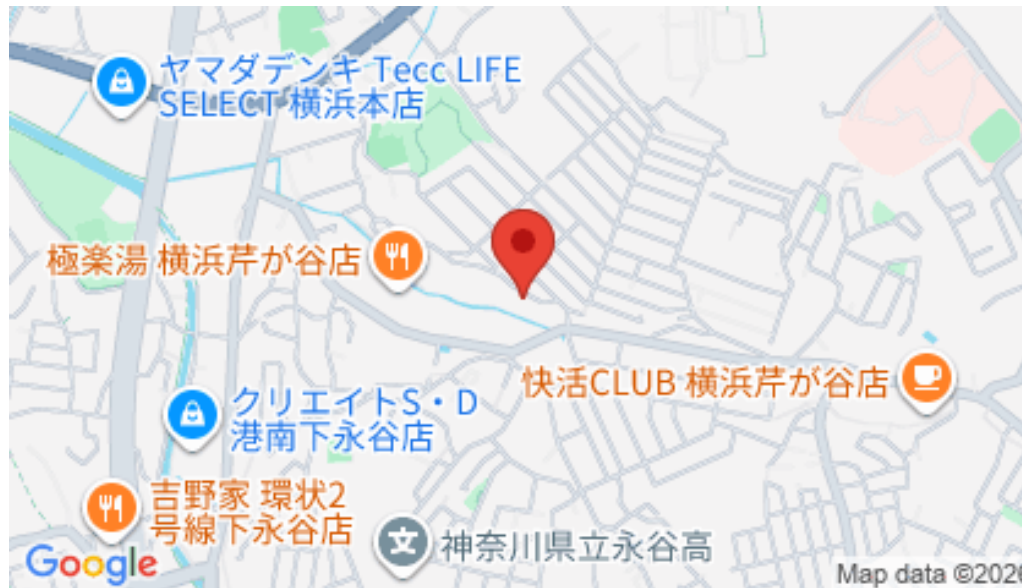 ヤマダデンキ Tecc LIFE
SELECT 横浜本店
極楽湯 横浜芹が谷店
快活CLUB 横浜芹が谷店
クリエイトS・D
港南下永谷店
吉野家 環状2
号線下永谷店
文
神奈川県立永谷高
Google
Map data ©202